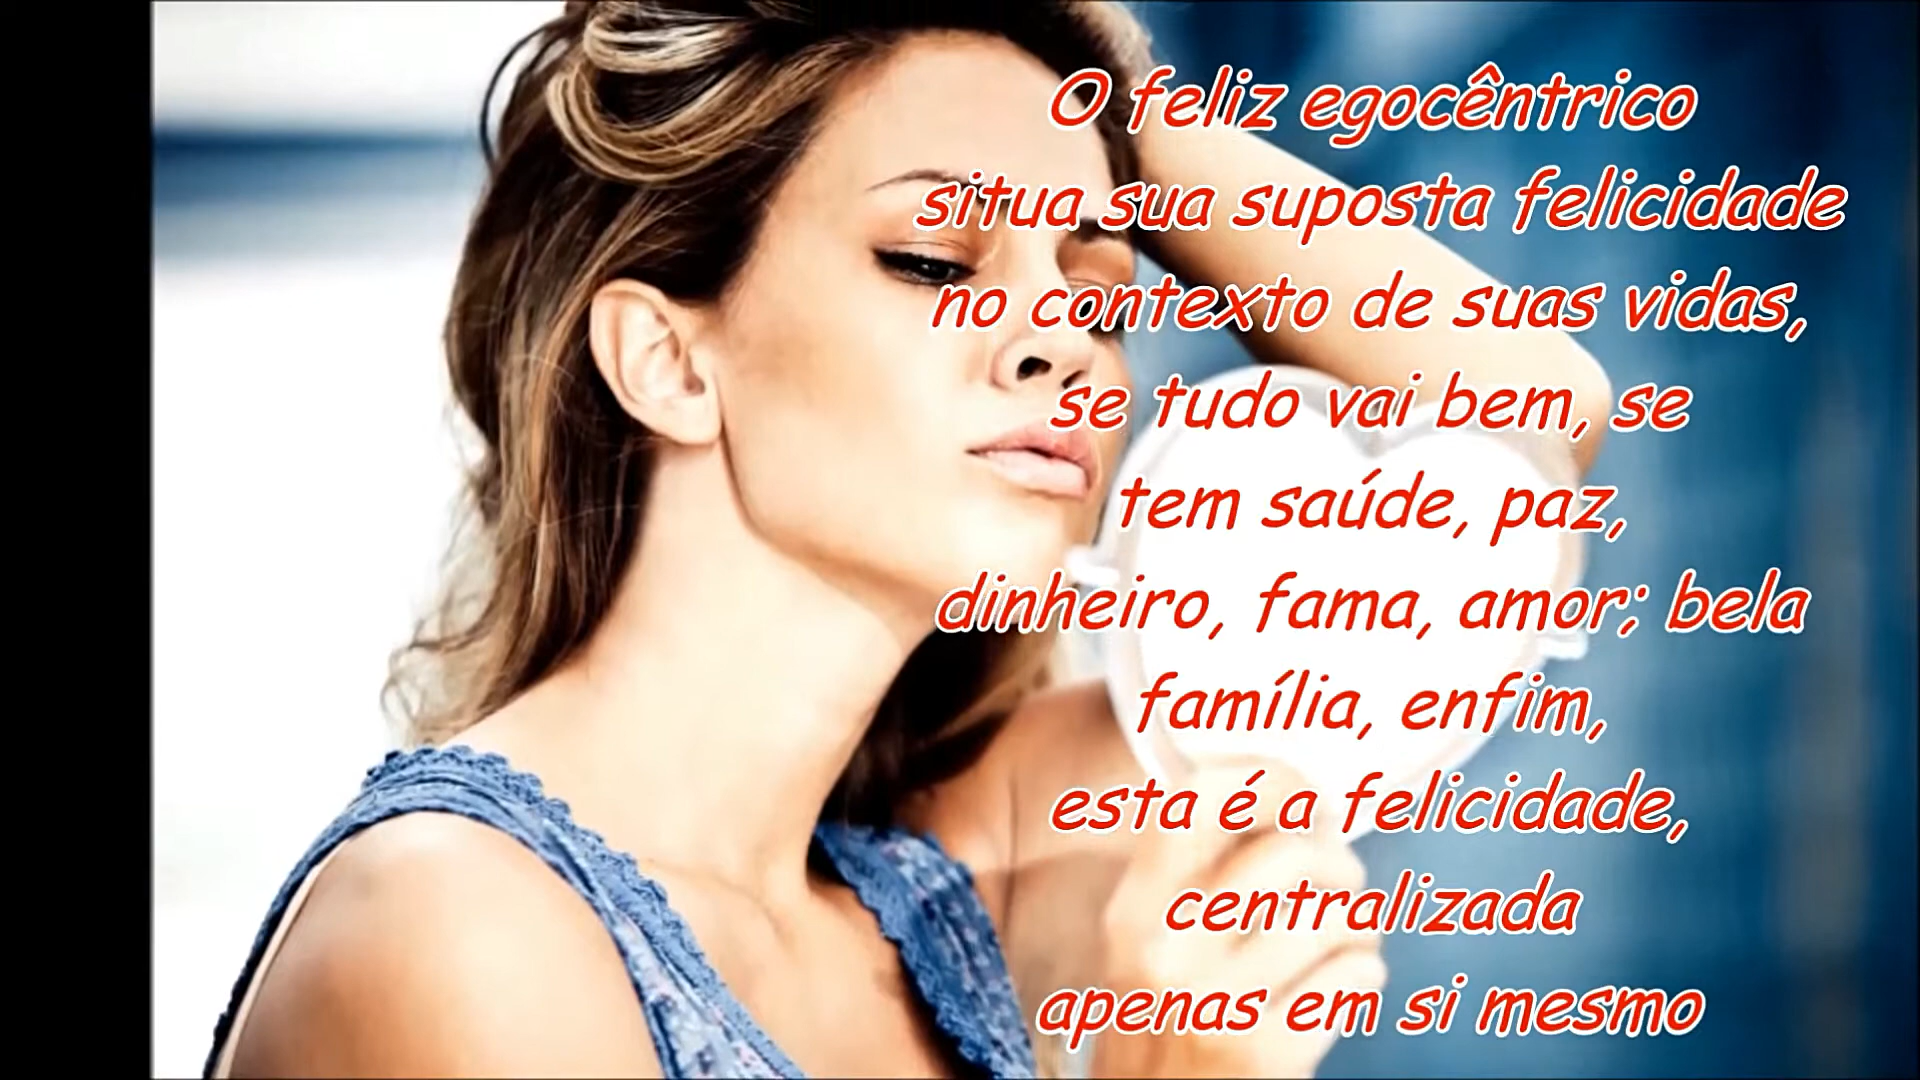 O feliz egocêntrico
situa sua suposta felicidade
no contexto de suas vidas,
se tudo vai bem, se
tem saúde, paz,
dinheiro, fama, amor; bela
família, enfim,
esta é a felicidade,
centralizada
apenas em si mesmo